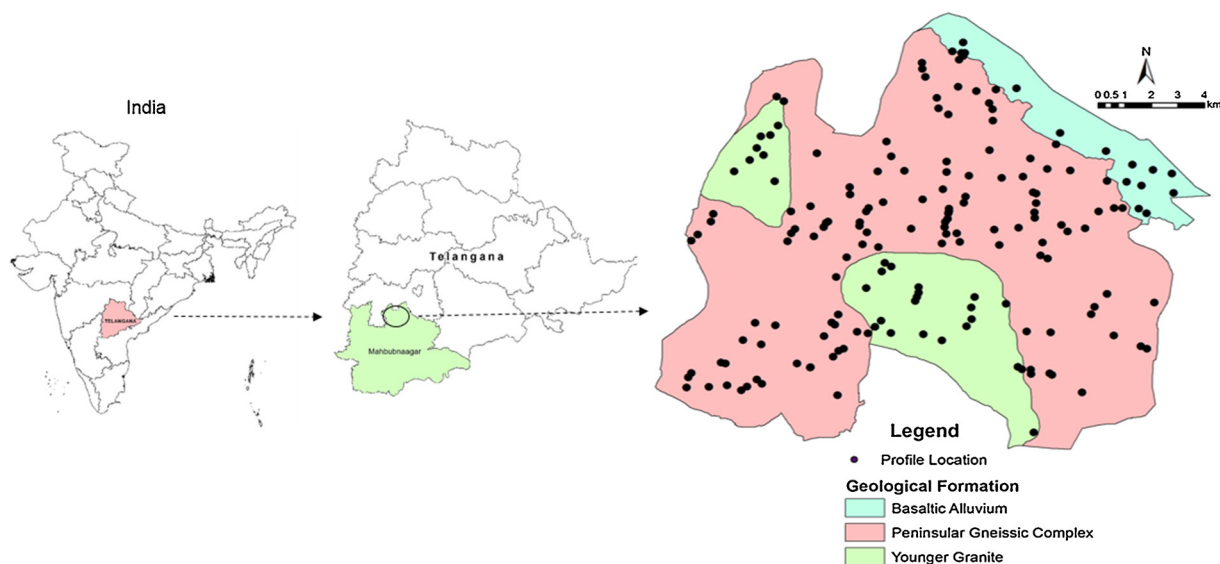 India
TELANGANA
Telangana
Mahbubnaagar
N
0 0.5 1 2 3 4
km
Legend
Profile Location
Geological Formation
Basaltic Alluvium
Peninsular Gneissic Complex
Younger Granite